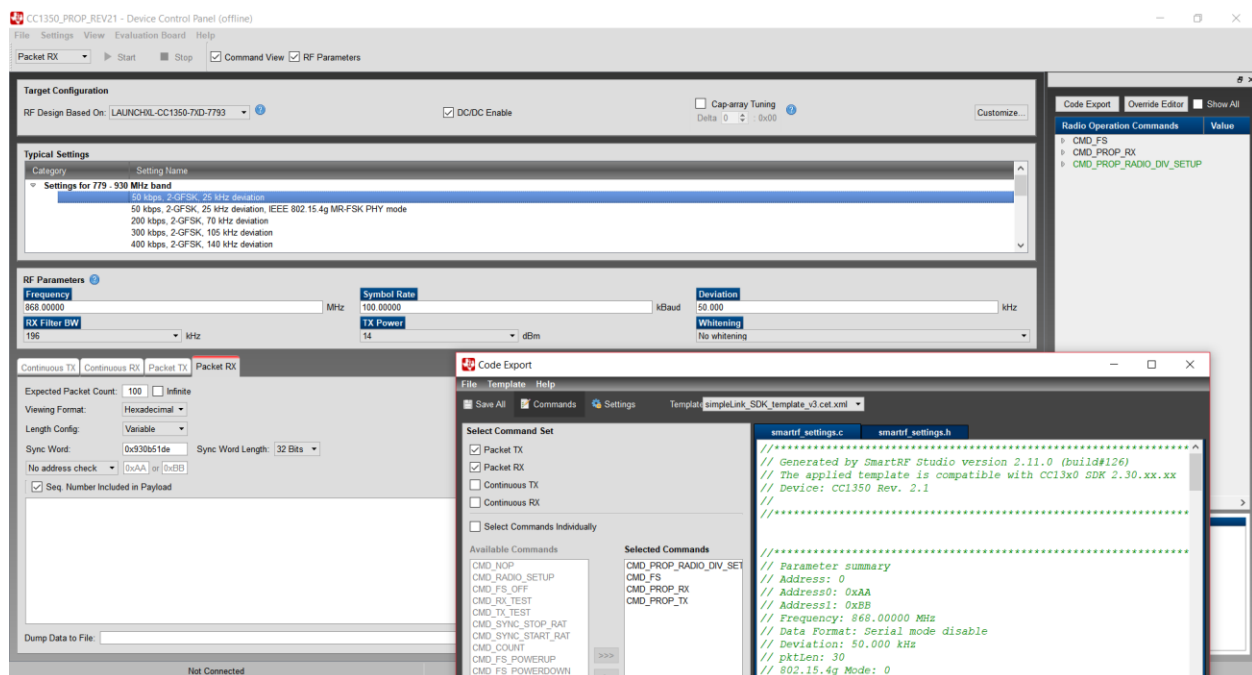 CC1350_PROP_REV21 - Device Control Panel (offline)
File Settings View Evaluation Board Help
Packet RX Start Stop Command View RF Parameters
Target Configuration
RF Design Based On: LAUNCHXL-CC1350-7XD-7793 DC/DC Enable Cap-array Tuning Customize...
Delta 0 : 0x00
Typical Settings
Category Setting Name
Settings for 779 - 930 MHz band
50 kbps, 2-GFSK, 25 kHz deviation
50 kbps, 2-GFSK, 25 kHz deviation, IEEE 802.15.4g MR-FSK PHY mode
200 kbps, 2-GFSK, 70 kHz deviation
300 kbps, 2-GFSK, 105 kHz deviation
400 kbps, 2-GFSK, 140 kHz deviation
RF Parameters
Frequency Symbol Rate Deviation
868.00000 MHz 100.00000 kBaud 50.000 kHz
RX Filter BW TX Power Whitening
196 kHz 14 dBm No whitening
Continuous TX Continuous RX Packet TX Packet RX
Expected Packet Count: 100 Infinite
Viewing Format: Hexadecimal
Length Config: Variable
Sync Word: 0x930b51de Sync Word Length: 32 Bits
No address check 0xAA or 0xBB
Seq. Number Included in Payload
Dump Data to File:
Not Connected
Code Export Override Editor Show All
Radio Operation Commands Value
CMD_FS
CMD_PROP_RX
CMD_PROP_RADIO_DIV_SETUP
Code Export
File Template Help
Save All Commands Settings Template simpleLink_SDK_template_v3.cet.xml
Select Command Set
Packet TX
Packet RX
Continuous TX
Continuous RX
Select Commands Individually
Available Commands
CMD_NOP
CMD_RADIO_SETUP
CMD_FS_OFF
CMD_RX_TEST
CMD_TX_TEST
CMD_SYNC_STOP_RAT
CMD_SYNC_START_RAT
CMD_COUNT
CMD_FS_POWERUP
CMD_FS_POWERDOWN
>>>
Selected Commands
CMD_PROP_RADIO_DIV_SET
CMD_FS
CMD_PROP_RX
CMD_PROP_TX
smartrf_settings.c smartrf_settings.h
//****************************************************************
// Generated by SmartRF Studio version 2.11.0 (build#126)
// The applied template is compatible with CC13x0 SDK 2.30.xx.xx
// Device: CC1350 Rev. 2.1
//
//****************************************************************
//****************************************************************
// Parameter summary
// Address: 0
// Address0: 0xAA
// Address1: 0xBB
// Frequency: 868.00000 MHz
// Data Format: Serial mode disable
// Deviation: 50.000 kHz
// pktLen: 30
// 802.15.4g Mode: 0